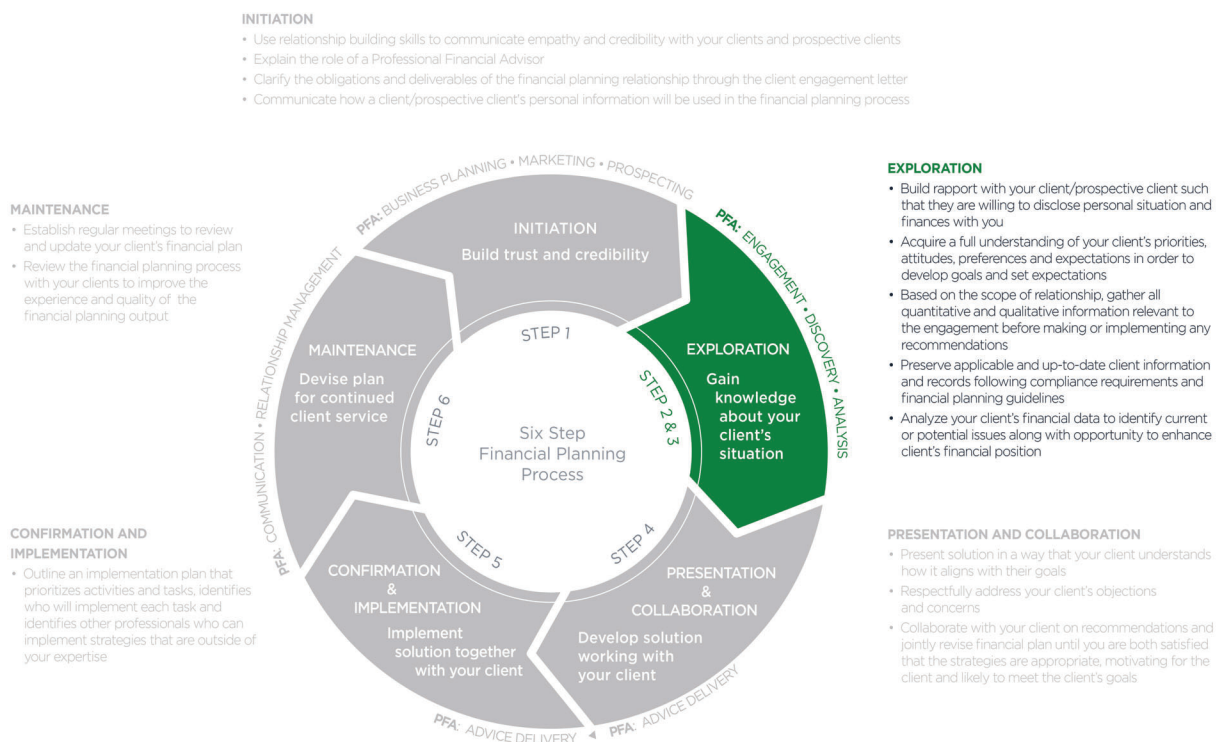 INITIATION
• Use relationship building skills to communicate empathy and credibility with your clients and prospective clients
• Explain the role of a Professional Financial Advisor
• Clarify the obligations and deliverables of the financial planning relationship through the client engagement letter
• Communicate how a client/prospective client's personal information will be used in the financial planning process
MAINTENANCE
• Establish regular meetings to review
and update your client's financial plan
• Review the financial planning process
with your clients to improve the
experience and quality of the
financial planning output
CONFIRMATION AND
IMPLEMENTATION
• Outline an implementation plan that
prioritizes activities and tasks, identifies
who will implement each task and
identifies other professionals who can
implement strategies that are outside of
your expertise
PFA: BUSINESS PLANNING • MARKETING • PROSPECTING
INITIATION
Build trust and credibility
STEP 1
PFA: ENGAGEMENT • DISCOVERY • ANALYSIS
EXPLORATION
Gain
knowledge
about your
client's
situation
STEP 2 & 3
Six Step
Financial Planning
Process
STEP 4
PRESENTATION
&
COLLABORATION
Develop solution
working with
your client
PFA: ADVICE DELIVERY
STEP 5
CONFIRMATION
&
IMPLEMENTATION
Implement
solution together
with your client
PFA: ADVICE DELIVERY
STEP 6
MAINTENANCE
Devise plan
for continued
client service
PFA: COMMUNICATION • RELATIONSHIP MANAGEMENT
EXPLORATION
• Build rapport with your client/prospective client such
that they are willing to disclose personal situation and
finances with you
• Acquire a full understanding of your client's priorities,
attitudes, preferences and expectations in order to
develop goals and set expectations
• Based on the scope of relationship, gather all
quantitative and qualitative information relevant to
the engagement before making or implementing any
recommendations
• Preserve applicable and up-to-date client information
and records following compliance requirements and
financial planning guidelines
• Analyze your client's financial data to identify current
or potential issues along with opportunity to enhance
client's financial position
PRESENTATION AND COLLABORATION
• Present solution in a way that your client understands
how it aligns with their goals
• Respectfully address your client's objections
and concerns
• Collaborate with your client on recommendations and
jointly revise financial plan until you are both satisfied
that the strategies are appropriate, motivating for the
client and likely to meet the client's goals